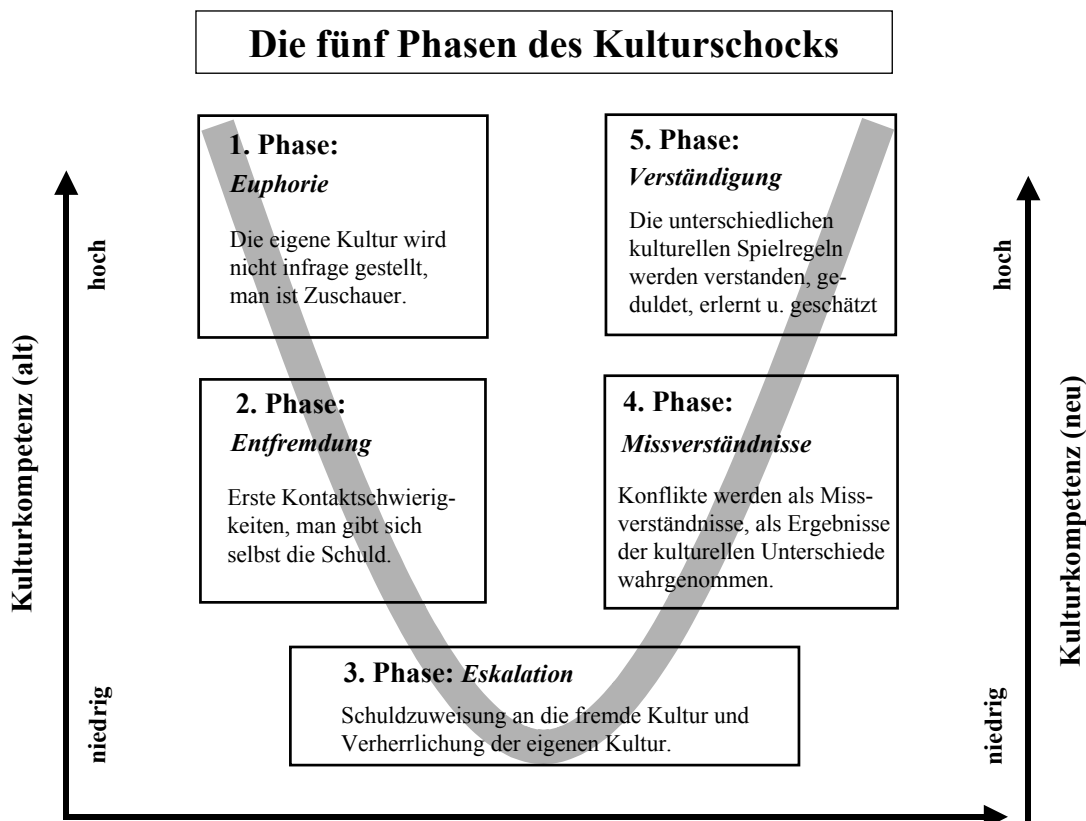 Die fünf Phasen des Kulturschocks
1. Phase:
Euphorie
Die eigene Kultur wird
nicht infrage gestellt,
man ist Zuschauer.
2. Phase:
Entfremdung
Erste Kontaktschwierig-
keiten, man gibt sich
selbst die Schuld.
3. Phase: Eskalation
Schuldzuweisung an die fremde Kultur und
Verherrlichung der eigenen Kultur.
4. Phase:
Missverständnisse
Konflikte werden als Miss-
verständnisse, als Ergebnisse
der kulturellen Unterschiede
wahrgenommen.
5. Phase:
Verständigung
Die unterschiedlichen
kulturellen Spielregeln
werden verstanden, ge-
duldet, erlernt u. geschätzt
Kulturkompetenz (alt)
hoch
niedrig
Kulturkompetenz (neu)
hoch
niedrig